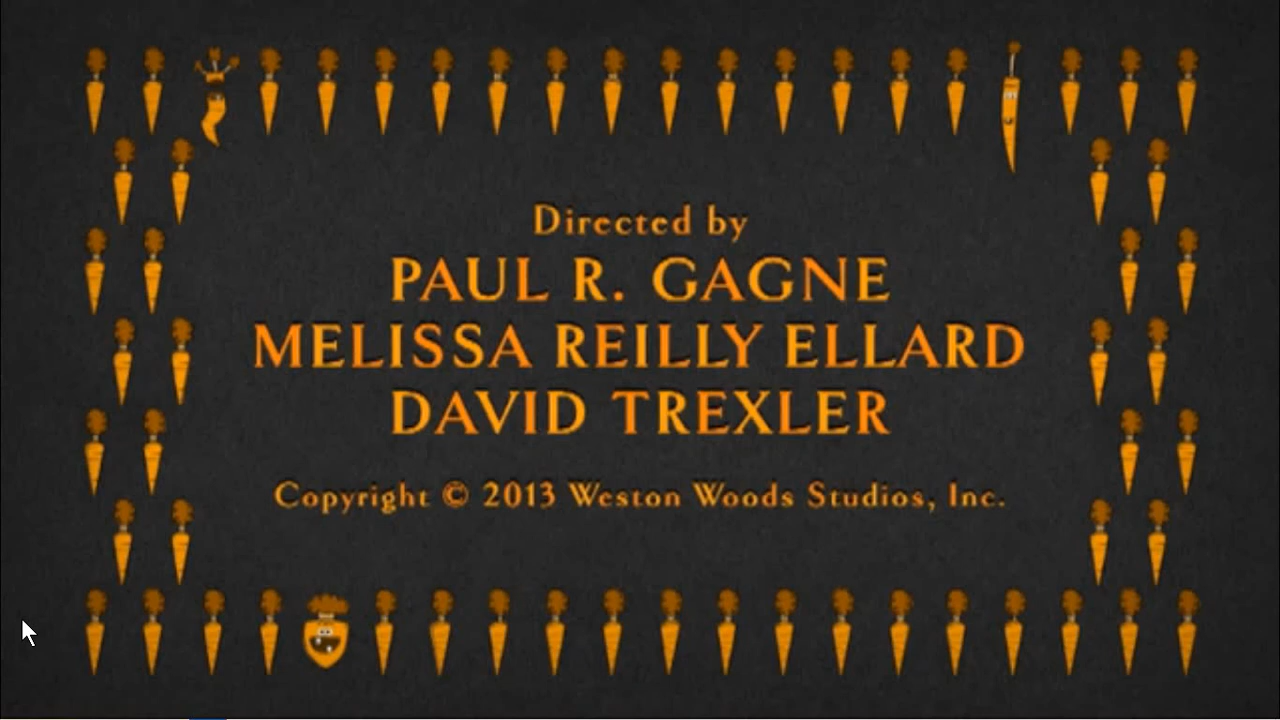 Directed by
PAUL R. GAGNE
MELISSA REILLY ELLARD
DAVID TREXLER
Copyright © 2013 Weston Woods Studios, Inc.